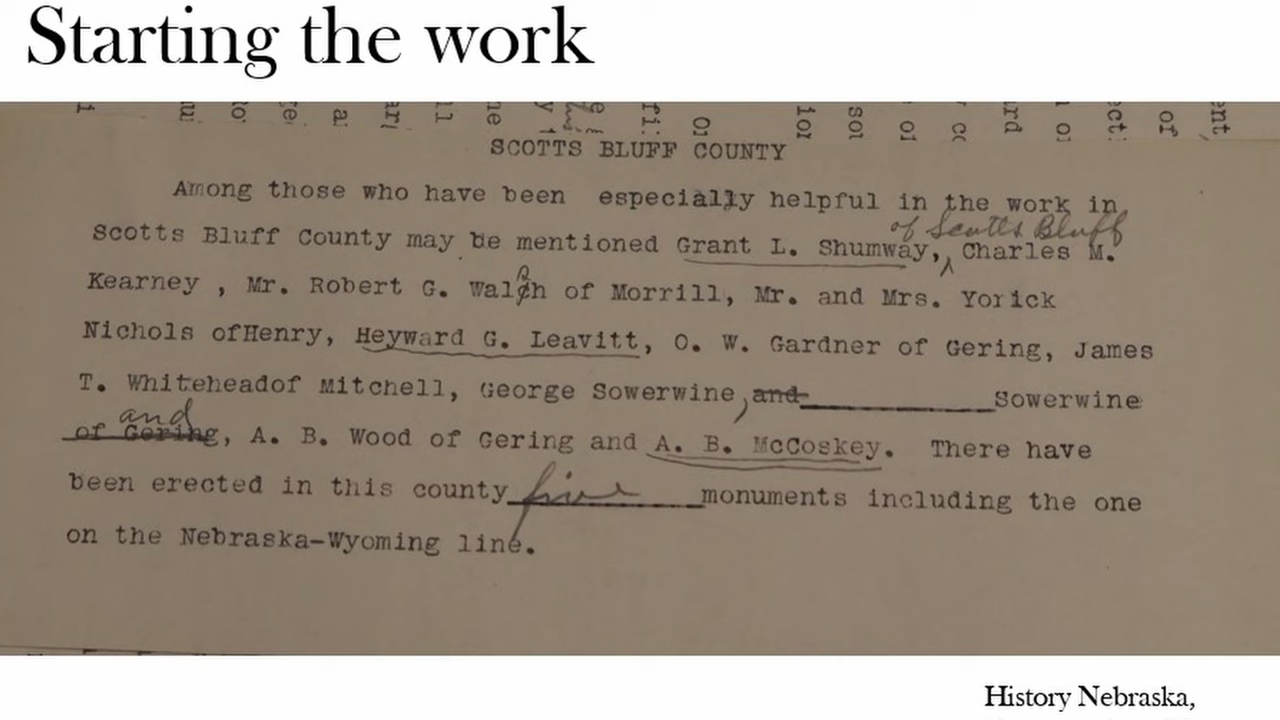 Starting the work
SCOTTS BLUFF COUNTY
Among those who have been especially helpful in the work in
of Scotts Bluff
Scotts Bluff County may be mentioned Grant L. Shumway, Charles M.
Kearney , Mr. Robert G. Walsh of Morrill, Mr. and Mrs. Yorick
Nichols ofHenry, Heyward G. Leavitt, O. W. Gardner of Gering, James
T. Whiteheadof Mitchell, George Sowerwine, and Sowerwine
and
of Gering, A. B. Wood of Gering and A. B. McCoskey. There have
been erected in this county five monuments including the one
on the Nebraska-Wyoming line.
History Nebraska,